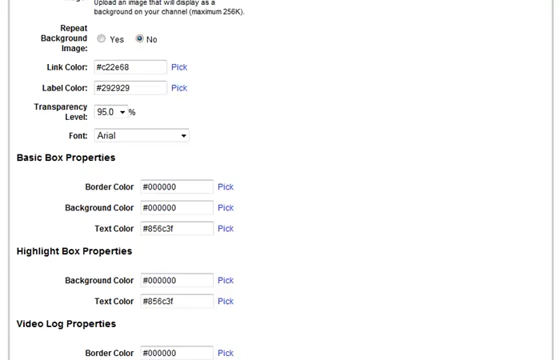 Upload an image that will display as a
background on your channel (maximum 256K).
Repeat
Background
Image:
Yes
No
Link Color:
#c22e68
Pick
Label Color:
#292929
Pick
Transparency
Level:
95.0
%
Font:
Arial
Basic Box Properties
Border Color
#000000
Pick
Background Color
#000000
Pick
Text Color
#856c3f
Pick
Highlight Box Properties
Background Color
#000000
Pick
Text Color
#856c3f
Pick
Video Log Properties
Border Color
#000000
Pick